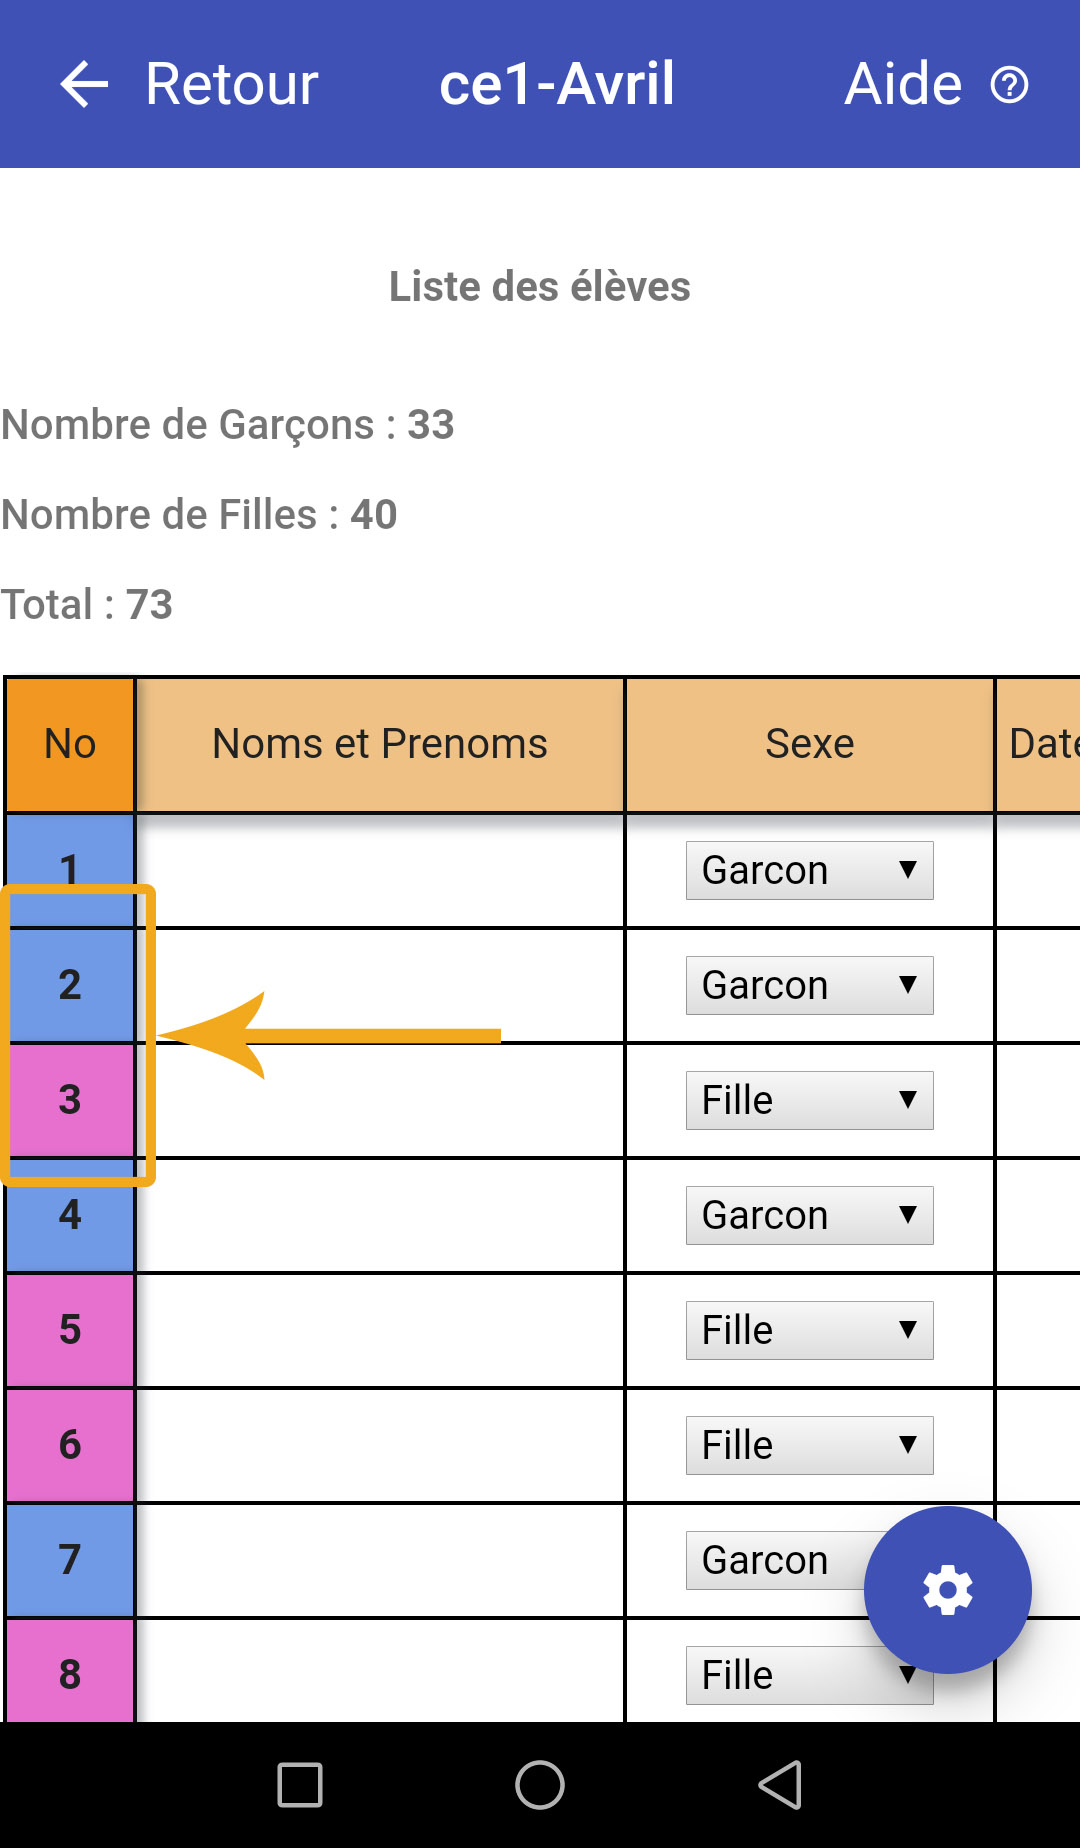 Retour ce1-Avril Aide
Liste des élèves
Nombre de Garçons : 33
Nombre de Filles : 40
Total : 73
No Noms et Prenoms Sexe Date
1 Garcon
2 Garcon
3 Fille
4 Garcon
5 Fille
6 Fille
7 Garcon
8 Fille